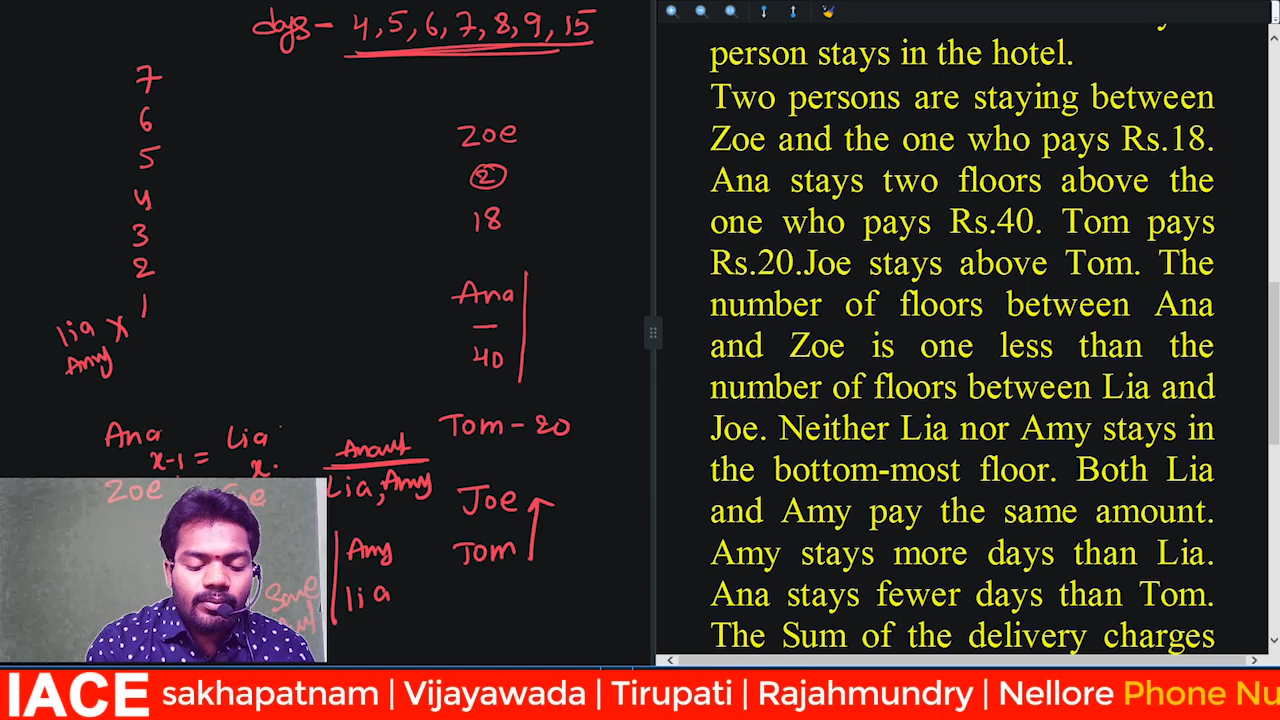 days - 4, 5, 6, 7, 8, 9, 15
7
6
5
4
3
2
1
lia x
Amy
Zoe
2
18
Ana
—
40
Tom - 20
Joe
Tom
Ana
x-1 =
Zoe
Lia
x
Amount
Lia, Amy
Amy
lia
Same
person stays in the hotel.
Two persons are staying between
Zoe and the one who pays Rs.18.
Ana stays two floors above the
one who pays Rs.40. Tom pays
Rs.20.Joe stays above Tom. The
number of floors between Ana
and Zoe is one less than the
number of floors between Lia and
Joe. Neither Lia nor Amy stays in
the bottom-most floor. Both Lia
and Amy pay the same amount.
Amy stays more days than Lia.
Ana stays fewer days than Tom.
The Sum of the delivery charges
IACE sakhapatnam | Vijayawada | Tirupati | Rajahmundry | Nellore Phone Nu